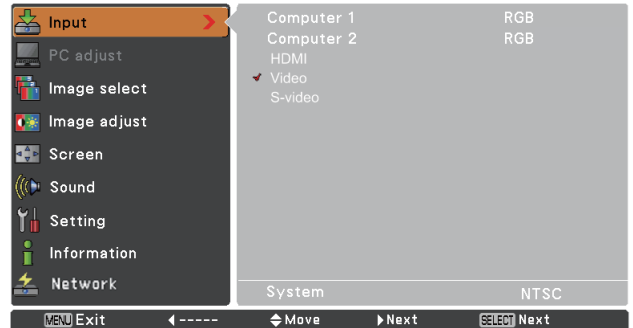 Input
PC adjust
Image select
Image adjust
Screen
Sound
Setting
Information
Network
Computer 1 RGB
Computer 2 RGB
HDMI
Video
S-video
System NTSC
MENU Exit ----- Move Next SELECT Next